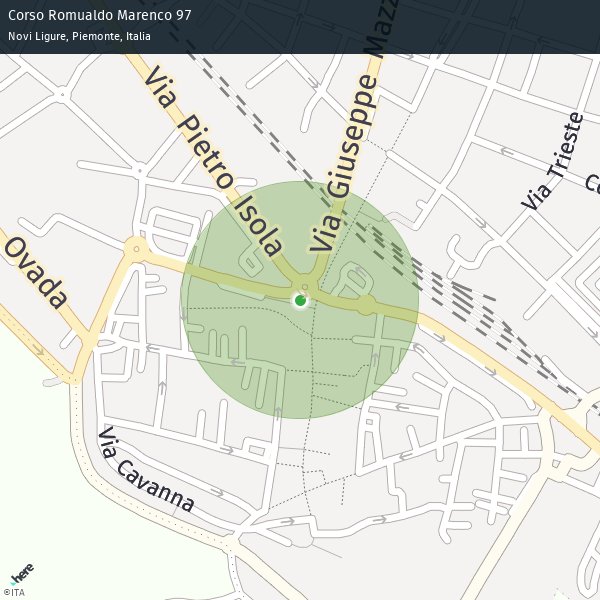 Corso Romualdo Marenco 97
Novi Ligure, Piemonte, Italia
Via Pietro Isola
Via Giuseppe Mazz
Via Trieste
Ovada
Via Cavanna
here
©ITA